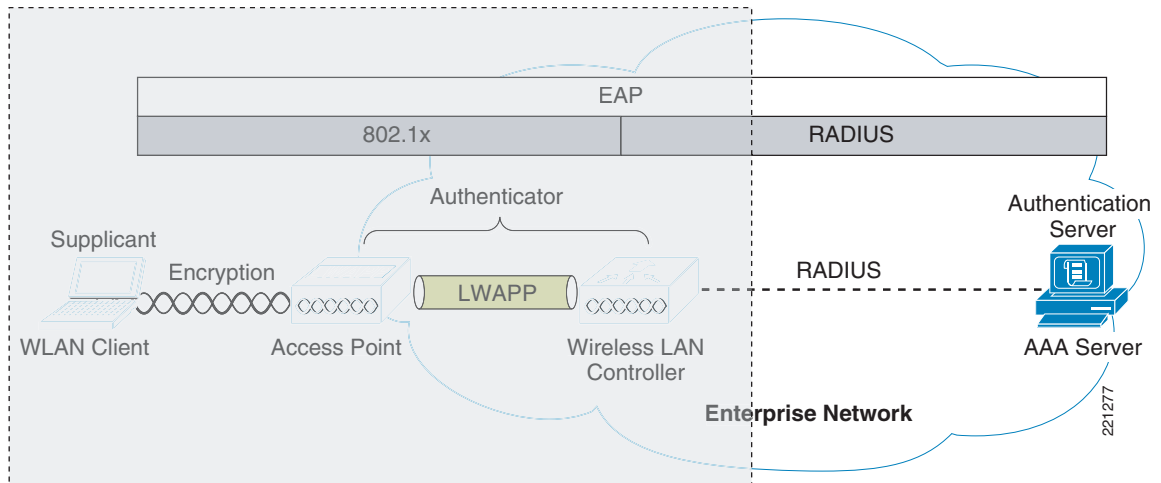 EAP
802.1x
RADIUS
Authenticator
Authentication
Server
Supplicant
Encryption
LWAPP
RADIUS
WLAN Client
Access Point
Wireless LAN
Controller
AAA Server
Enterprise Network
221277